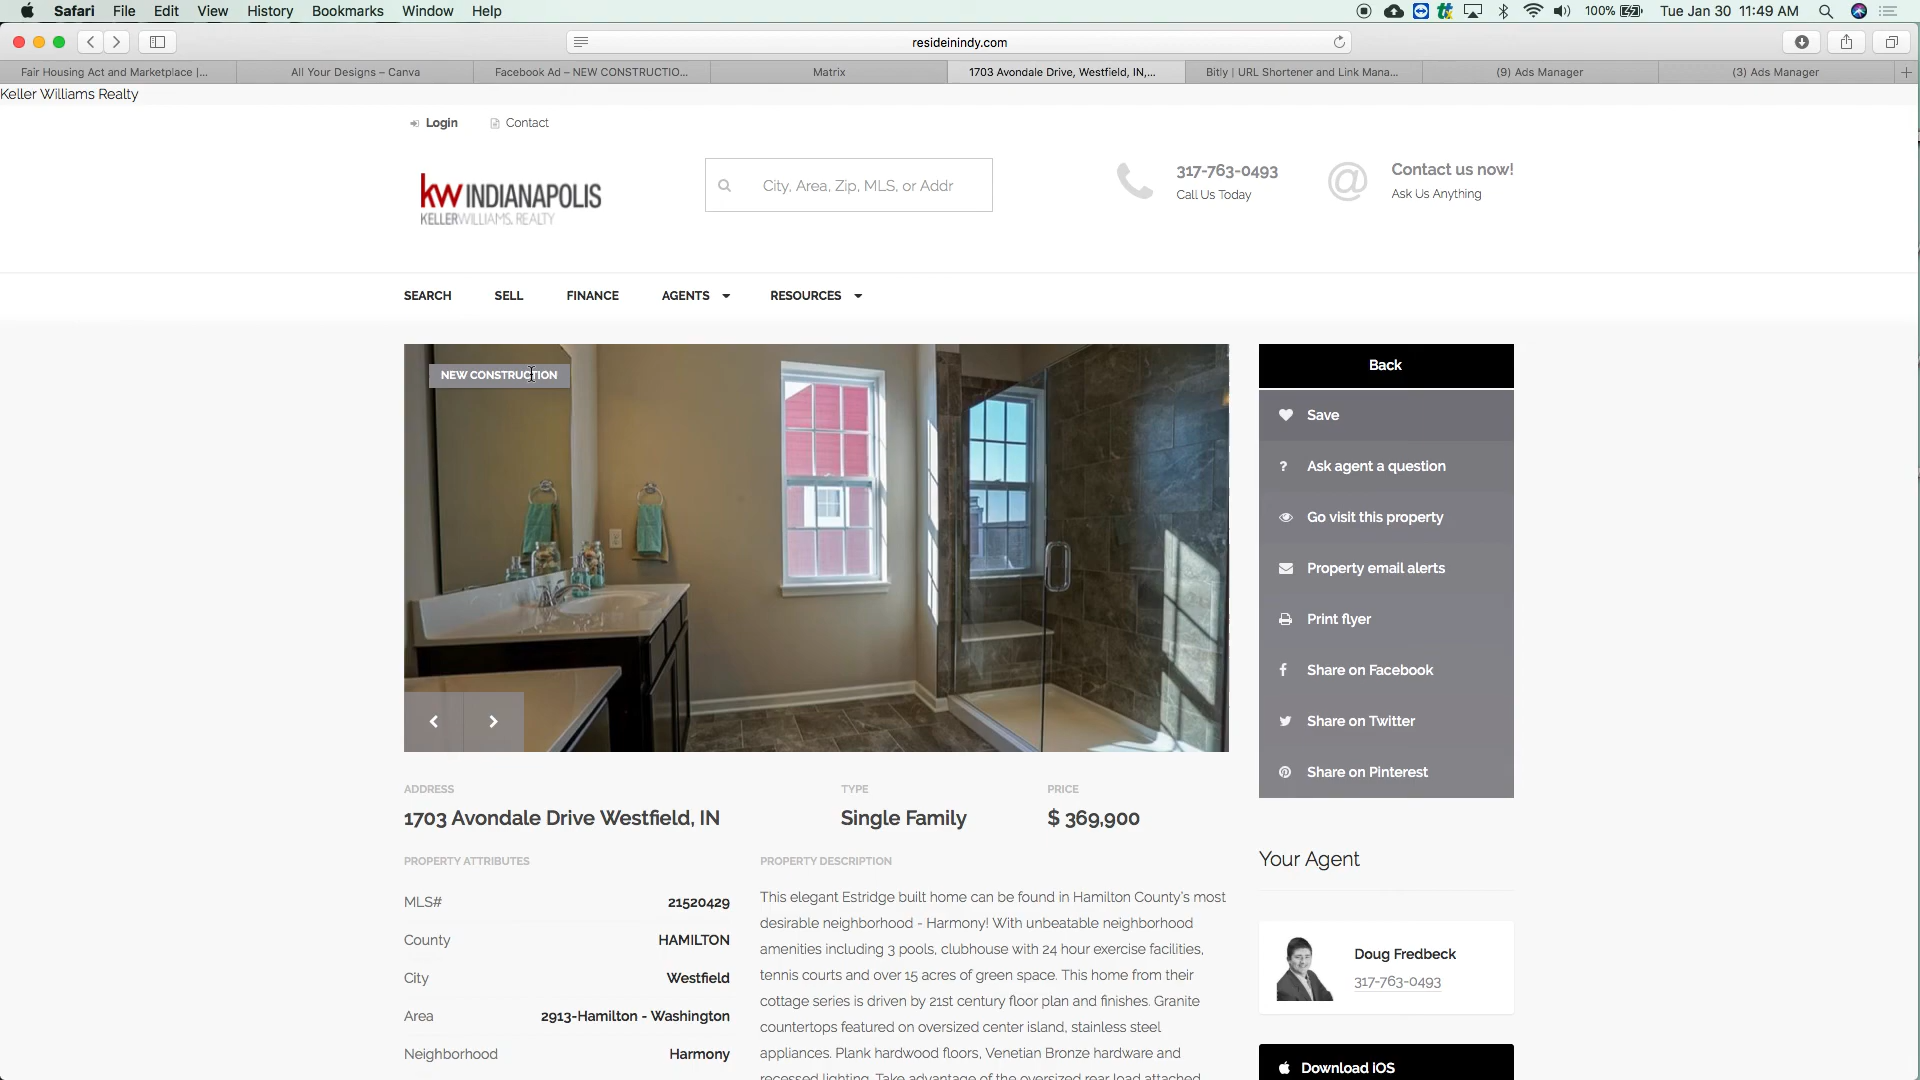 Safari File Edit View History Bookmarks Window Help 100% Tue Jan 30 11:49 AM
resideinindy.com
Fair Housing Act and Marketplace |... All Your Designs – Canva Facebook Ad – NEW CONSTRUCTIO... Matrix 1703 Avondale Drive, Westfield, IN,... Bitly | URL Shortener and Link Mana... (9) Ads Manager (3) Ads Manager
Keller Williams Realty
Login Contact
kw INDIANAPOLIS
KELLERWILLIAMS. REALTY
City, Area, Zip, MLS, or Addr
317-763-0493
Call Us Today
Contact us now!
Ask Us Anything
SEARCH SELL FINANCE AGENTS RESOURCES
NEW CONSTRUCTION
Back
Save
Ask agent a question
Go visit this property
Property email alerts
Print flyer
Share on Facebook
Share on Twitter
Share on Pinterest
ADDRESS
1703 Avondale Drive Westfield, IN
TYPE
Single Family
PRICE
$ 369,900
PROPERTY ATTRIBUTES
MLS# 21520429
County HAMILTON
City Westfield
Area 2913-Hamilton - Washington
Neighborhood Harmony
PROPERTY DESCRIPTION
This elegant Estridge built home can be found in Hamilton County's most
desirable neighborhood - Harmony! With unbeatable neighborhood
amenities including 3 pools, clubhouse with 24 hour exercise facilities,
tennis courts and over 15 acres of green space. This home from their
cottage series is driven by 21st century floor plan and finishes. Granite
countertops featured on oversized center island, stainless steel
appliances. Plank hardwood floors, Venetian Bronze hardware and
recessed lighting. Take advantage of the oversized rear load attached
Your Agent
Doug Fredbeck
317-763-0493
Download iOS